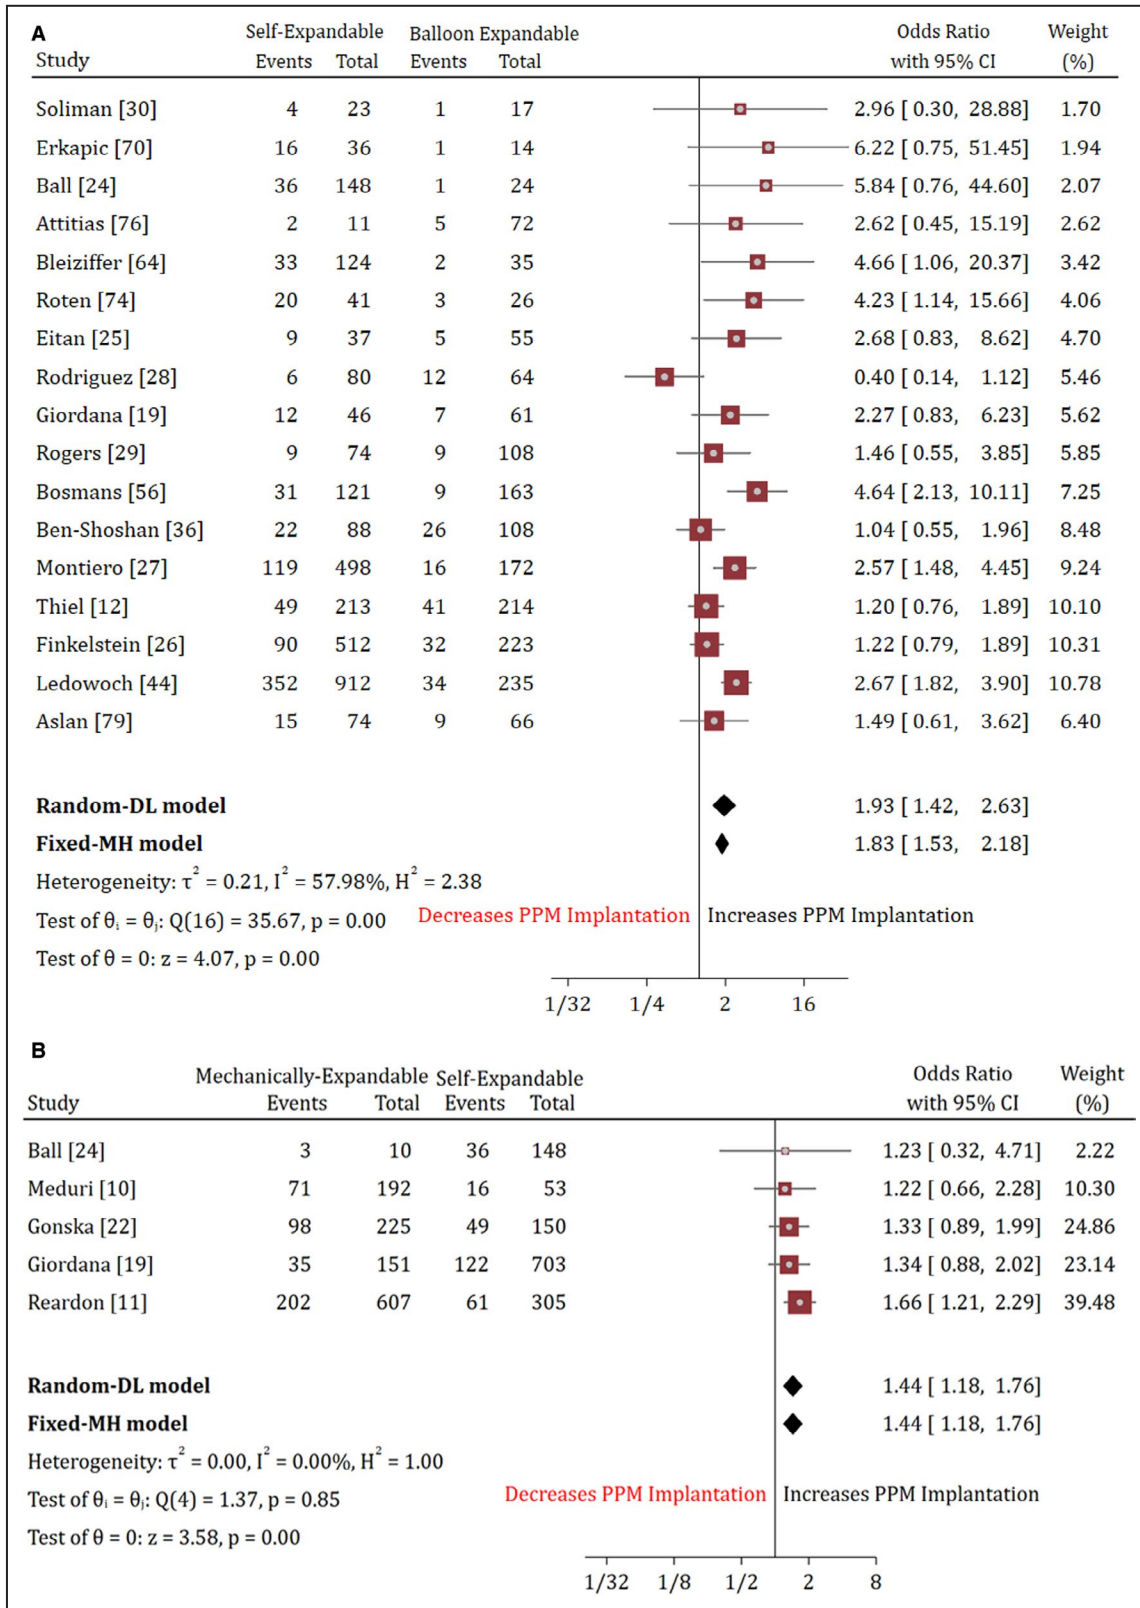 A
Self-Expandable Balloon Expandable Odds Ratio Weight
Study Events Total Events Total with 95% CI (%)
Soliman [30] 4 23 1 17 2.96 [ 0.30, 28.88] 1.70
Erkapic [70] 16 36 1 14 6.22 [ 0.75, 51.45] 1.94
Ball [24] 36 148 1 24 5.84 [ 0.76, 44.60] 2.07
Attitias [76] 2 11 5 72 2.62 [ 0.45, 15.19] 2.62
Bleiziffer [64] 33 124 2 35 4.66 [ 1.06, 20.37] 3.42
Roten [74] 20 41 3 26 4.23 [ 1.14, 15.66] 4.06
Eitan [25] 9 37 5 55 2.68 [ 0.83, 8.62] 4.70
Rodriguez [28] 6 80 12 64 0.40 [ 0.14, 1.12] 5.46
Giordana [19] 12 46 7 61 2.27 [ 0.83, 6.23] 5.62
Rogers [29] 9 74 9 108 1.46 [ 0.55, 3.85] 5.85
Bosmans [56] 31 121 9 163 4.64 [ 2.13, 10.11] 7.25
Ben-Shoshan [36] 22 88 26 108 1.04 [ 0.55, 1.96] 8.48
Montiero [27] 119 498 16 172 2.57 [ 1.48, 4.45] 9.24
Thiel [12] 49 213 41 214 1.20 [ 0.76, 1.89] 10.10
Finkelstein [26] 90 512 32 223 1.22 [ 0.79, 1.89] 10.31
Ledowoch [44] 352 912 34 235 2.67 [ 1.82, 3.90] 10.78
Aslan [79] 15 74 9 66 1.49 [ 0.61, 3.62] 6.40
Random-DL model 1.93 [ 1.42, 2.63]
Fixed-MH model 1.83 [ 1.53, 2.18]
Heterogeneity: τ² = 0.21, I² = 57.98%, H² = 2.38
Test of θᵢ = θⱼ: Q(16) = 35.67, p = 0.00 Decreases PPM Implantation Increases PPM Implantation
Test of θ = 0: z = 4.07, p = 0.00
1/32 1/4 2 16
B
Mechanically-Expandable Self-Expandable Odds Ratio Weight
Study Events Total Events Total with 95% CI (%)
Ball [24] 3 10 36 148 1.23 [ 0.32, 4.71] 2.22
Meduri [10] 71 192 16 53 1.22 [ 0.66, 2.28] 10.30
Gonska [22] 98 225 49 150 1.33 [ 0.89, 1.99] 24.86
Giordana [19] 35 151 122 703 1.34 [ 0.88, 2.02] 23.14
Reardon [11] 202 607 61 305 1.66 [ 1.21, 2.29] 39.48
Random-DL model 1.44 [ 1.18, 1.76]
Fixed-MH model 1.44 [ 1.18, 1.76]
Heterogeneity: τ² = 0.00, I² = 0.00%, H² = 1.00
Test of θᵢ = θⱼ: Q(4) = 1.37, p = 0.85 Decreases PPM Implantation Increases PPM Implantation
Test of θ = 0: z = 3.58, p = 0.00
1/32 1/8 1/2 2 8